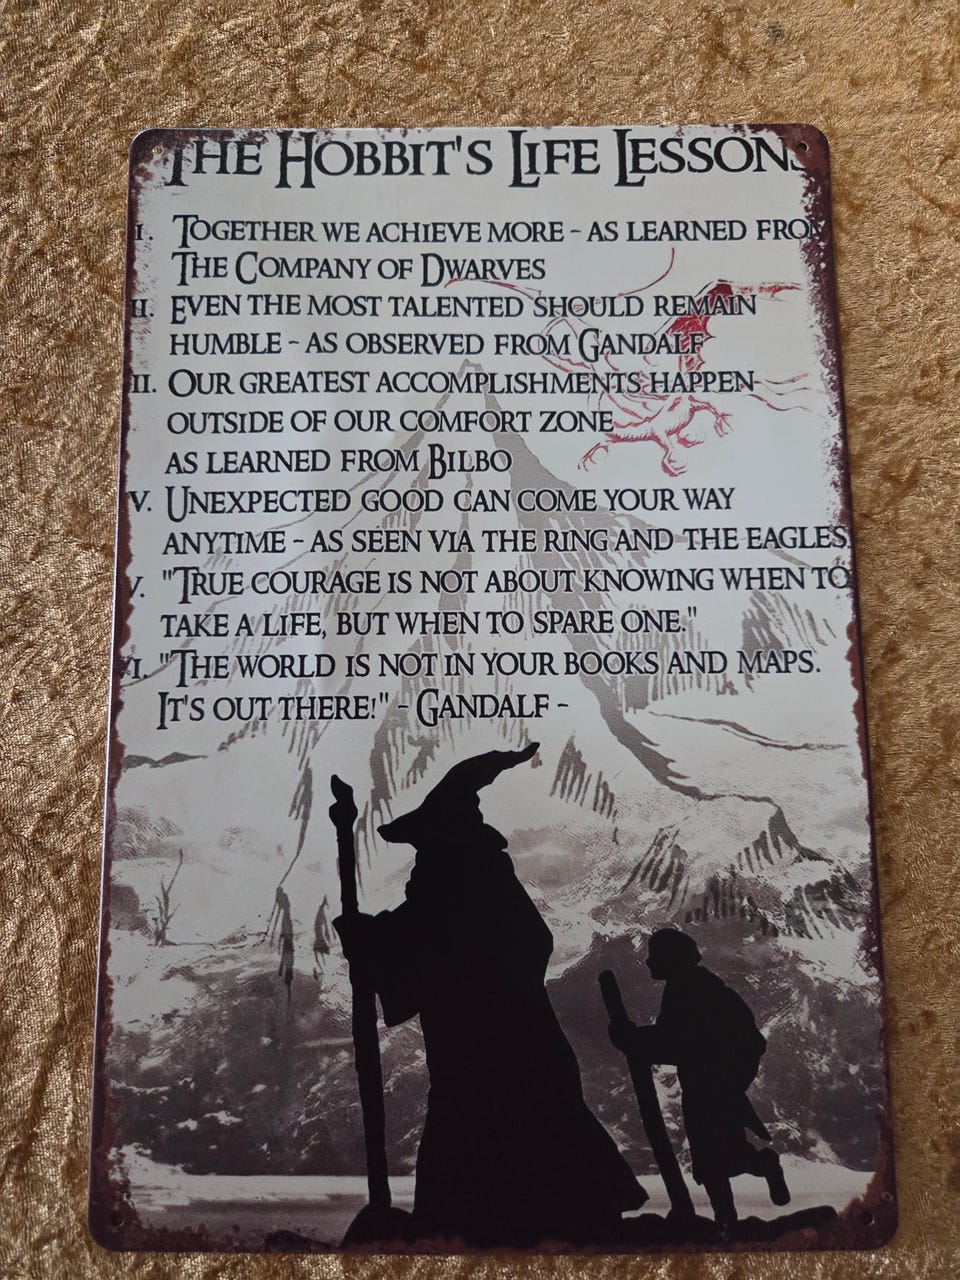 THE HOBBIT'S LIFE LESSONS
I. TOGETHER WE ACHIEVE MORE - AS LEARNED FROM
THE COMPANY OF DWARVES
II. EVEN THE MOST TALENTED SHOULD REMAIN
HUMBLE - AS OBSERVED FROM GANDALF
II. OUR GREATEST ACCOMPLISHMENTS HAPPEN
OUTSIDE OF OUR COMFORT ZONE
AS LEARNED FROM BILBO
V. UNEXPECTED GOOD CAN COME YOUR WAY
ANYTIME - AS SEEN VIA THE RING AND THE EAGLES
V. "TRUE COURAGE IS NOT ABOUT KNOWING WHEN TO
TAKE A LIFE, BUT WHEN TO SPARE ONE."
VI. "THE WORLD IS NOT IN YOUR BOOKS AND MAPS.
IT'S OUT THERE!" - GANDALF -